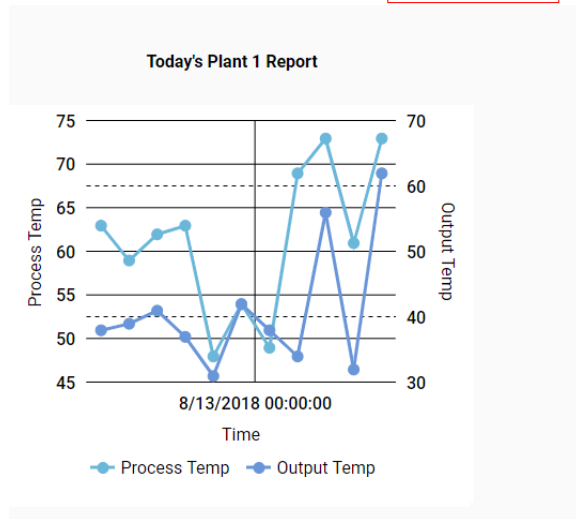 Today's Plant 1 Report
75
70
65
60
55
50
45
Process Temp
70
60
50
40
30
Output Temp
8/13/2018 00:00:00
Time
Process Temp
Output Temp